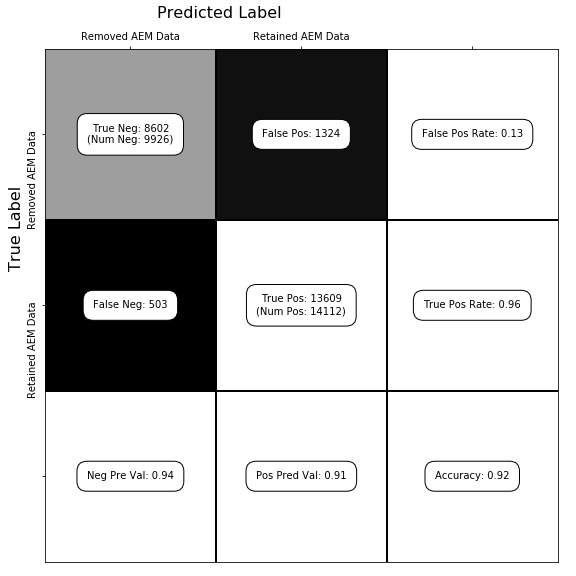 Predicted Label
Removed AEM Data
Retained AEM Data
True Label
Removed AEM Data
Retained AEM Data
True Neg: 8602
(Num Neg: 9926)
False Pos: 1324
False Pos Rate: 0.13
False Neg: 503
True Pos: 13609
(Num Pos: 14112)
True Pos Rate: 0.96
Neg Pre Val: 0.94
Pos Pred Val: 0.91
Accuracy: 0.92